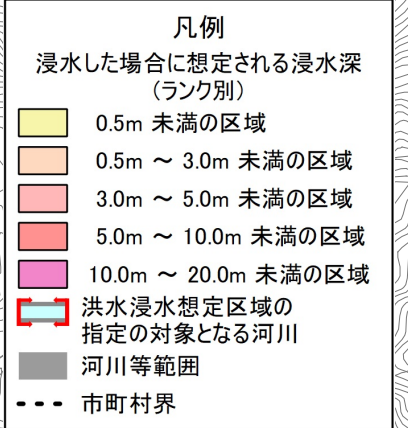 凡例
浸水した場合に想定される浸水深
(ランク別)
0.5m 未満の区域
0.5m ～ 3.0m 未満の区域
3.0m ～ 5.0m 未満の区域
5.0m ～ 10.0m 未満の区域
10.0m ～ 20.0m 未満の区域
洪水浸水想定区域の
指定の対象となる河川
河川等範囲
市町村界